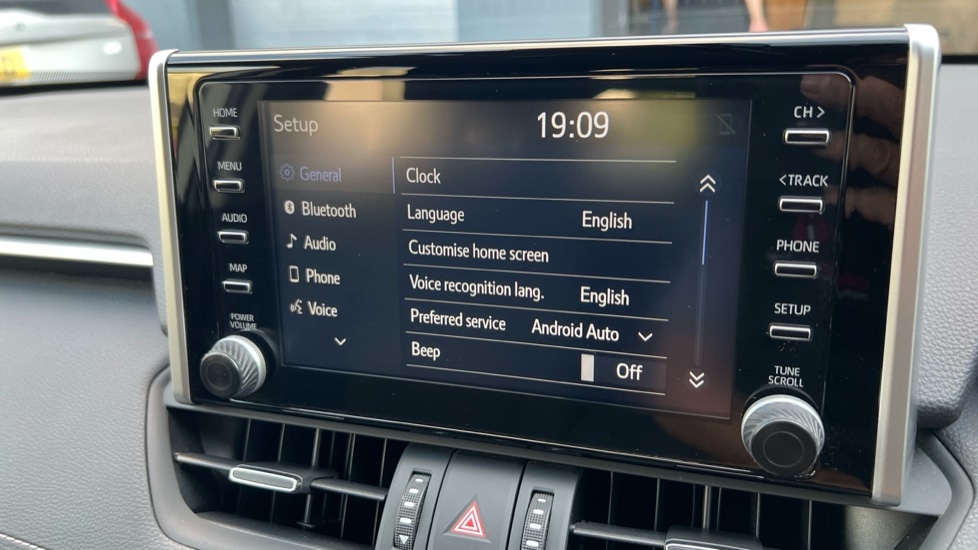 HOME
MENU
AUDIO
MAP
POWER
VOLUME
Setup
19:09
General
Bluetooth
Audio
Phone
Voice
Clock
Language English
Customise home screen
Voice recognition lang. English
Preferred service Android Auto
Beep Off
CH >
< TRACK
PHONE
SETUP
TUNE
SCROLL